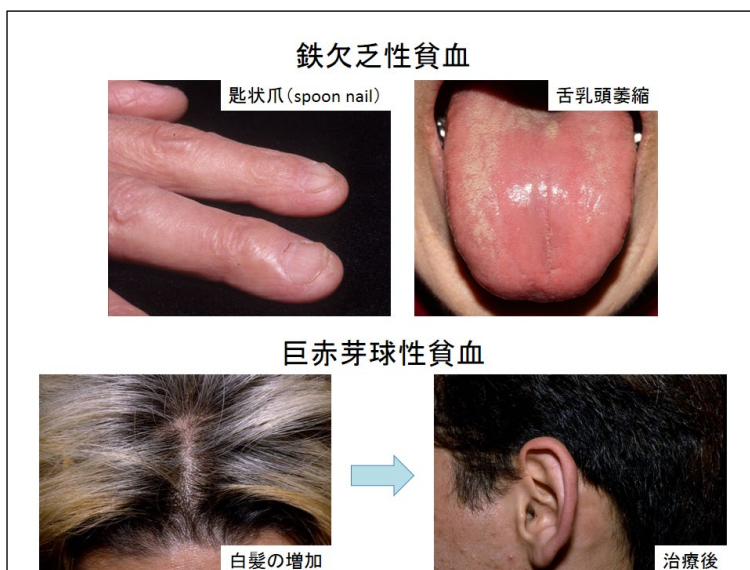 鉄欠乏性貧血
匙状爪(spoon nail)
舌乳頭萎縮
巨赤芽球性貧血
白髪の増加
治療後